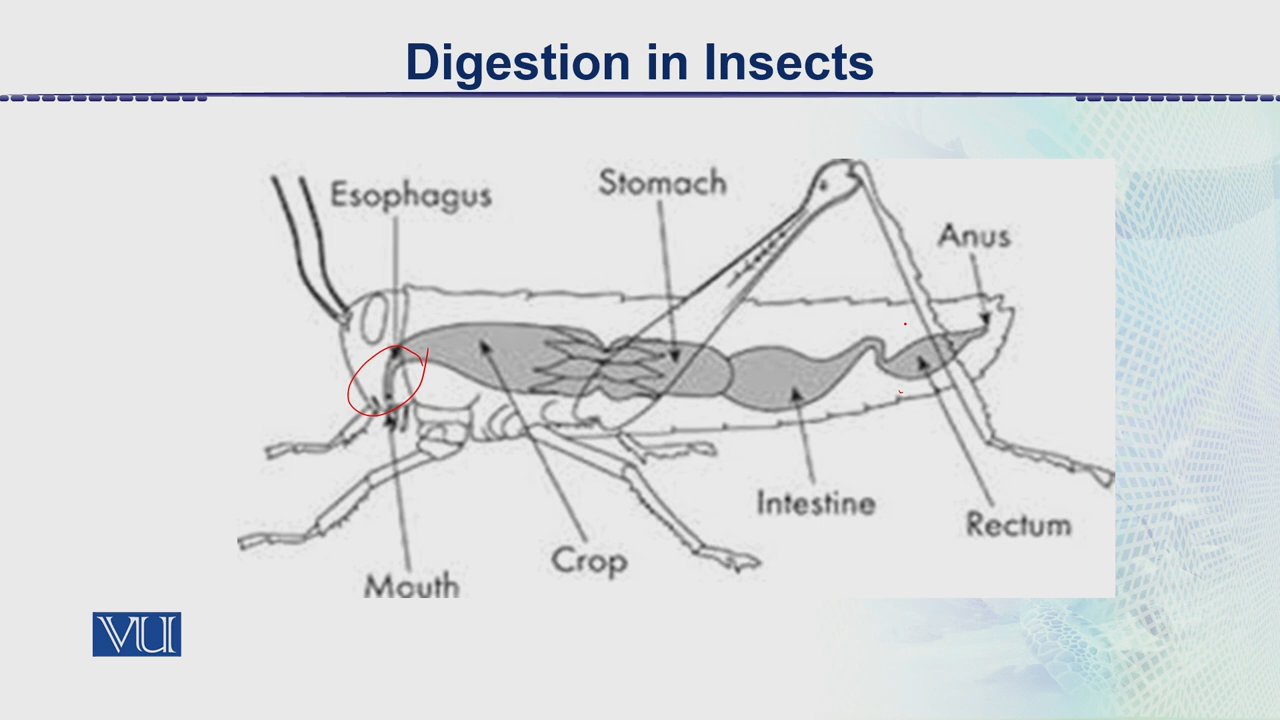 Digestion in Insects
Esophagus
Stomach
Anus
Intestine
Rectum
Crop
Mouth
VU